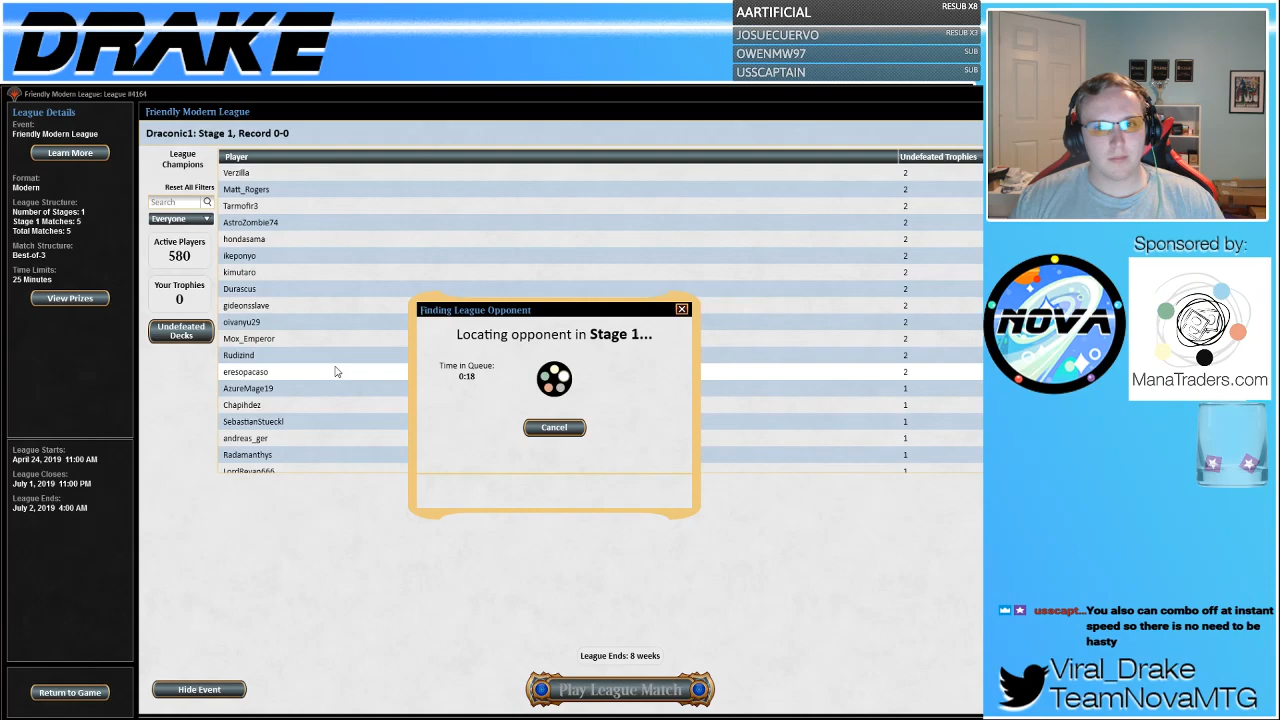 DRAKE
AARTIFICIAL RESUB X8
JOSUECUERVO RESUB X3
OWENMW97 SUB
USSCAPTAIN SUB
Friendly Modern League: League #4164
League Details
Event:
Friendly Modern League
Learn More
Format:
Modern
League Structure:
Number of Stages: 1
Stage 1 Matches: 5
Total Matches: 5
Match Structure:
Best-of-3
Time Limits:
25 Minutes
View Prizes
League Starts:
April 24, 2019 11:00 AM
League Closes:
July 1, 2019 11:00 PM
League Ends:
July 2, 2019 4:00 AM
Return to Game
Friendly Modern League
Draconic1: Stage 1, Record 0-0
League
Champions
Reset All Filters
Search
Everyone
Active Players
580
Your Trophies
0
Undefeated
Decks
Player Undefeated Trophies
Verzilla 2
Matt_Rogers 2
Tarmofir3 2
AstroZombie74 2
hondasama 2
ikeponyo 2
kimutaro 2
Durascus 2
gideonsslave 2
oivanyu29 2
Mox_Emperor 2
Rudizind 2
eresopacaso 2
AzureMage19 1
Chapihdez 1
SebastianStueckl 1
andreas_ger 1
Radamanthys 1
LordRevan666 1
Finding League Opponent
Locating opponent in Stage 1...
Time in Queue:
0:18
Cancel
League Ends: 8 weeks
Hide Event
Play League Match
Sponsored by:
NOVA
ManaTraders.com
usscapt...You also can combo off at instant
speed so there is no need to be
hasty
Viral_Drake
TeamNovaMTG